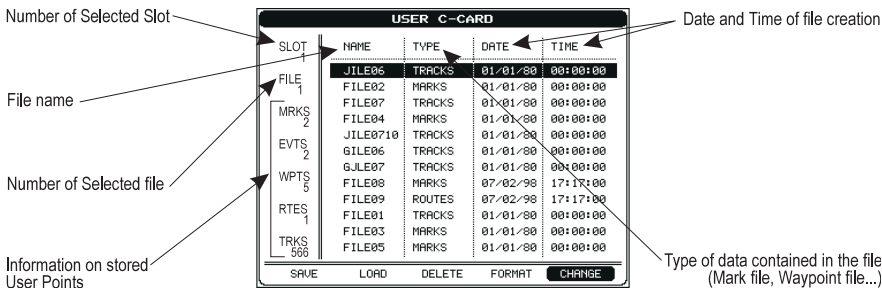 USER C-CARD
Number of Selected Slot
Date and Time of file creation
SLOT
1
NAME TYPE DATE TIME
JILE06 TRACKS 01/01/80 00:00:00
FILE
1
FILE02 MARKS 01/01/80 00:00:00
File name
FILE07 TRACKS 01/01/80 00:00:00
MRKS
2
FILE04 MARKS 01/01/80 00:00:00
JILE0710 TRACKS 01/01/80 00:00:00
EVTS
2
GILE06 TRACKS 01/01/80 00:00:00
GJLE07 TRACKS 01/01/80 00:00:00
Number of Selected file
WPTS
5
FILE08 MARKS 07/02/98 17:17:00
FILE09 ROUTES 07/02/98 17:17:00
RTES
1
FILE01 TRACKS 01/01/80 00:00:00
FILE03 MARKS 01/01/80 00:00:00
TRKS
566
FILE05 MARKS 01/01/80 00:00:00
Information on stored
User Points
Type of data contained in the file
(Mark file, Waypoint file...)
SAVE LOAD DELETE FORMAT CHANGE